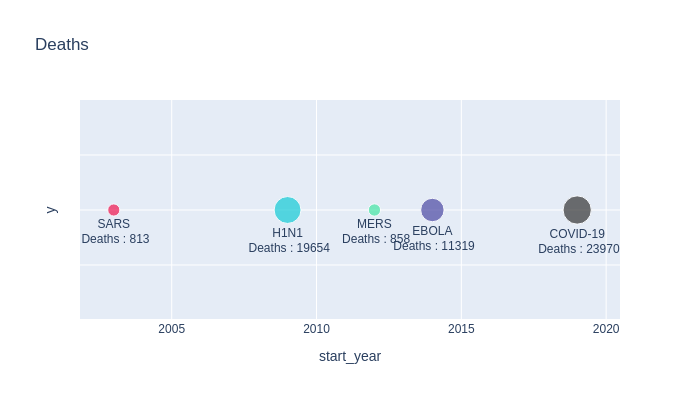 Deaths
y
SARS
Deaths : 813
H1N1
Deaths : 19654
MERS
Deaths : 858
EBOLA
Deaths : 11319
COVID-19
Deaths : 23970
2005
2010
2015
2020
start_year